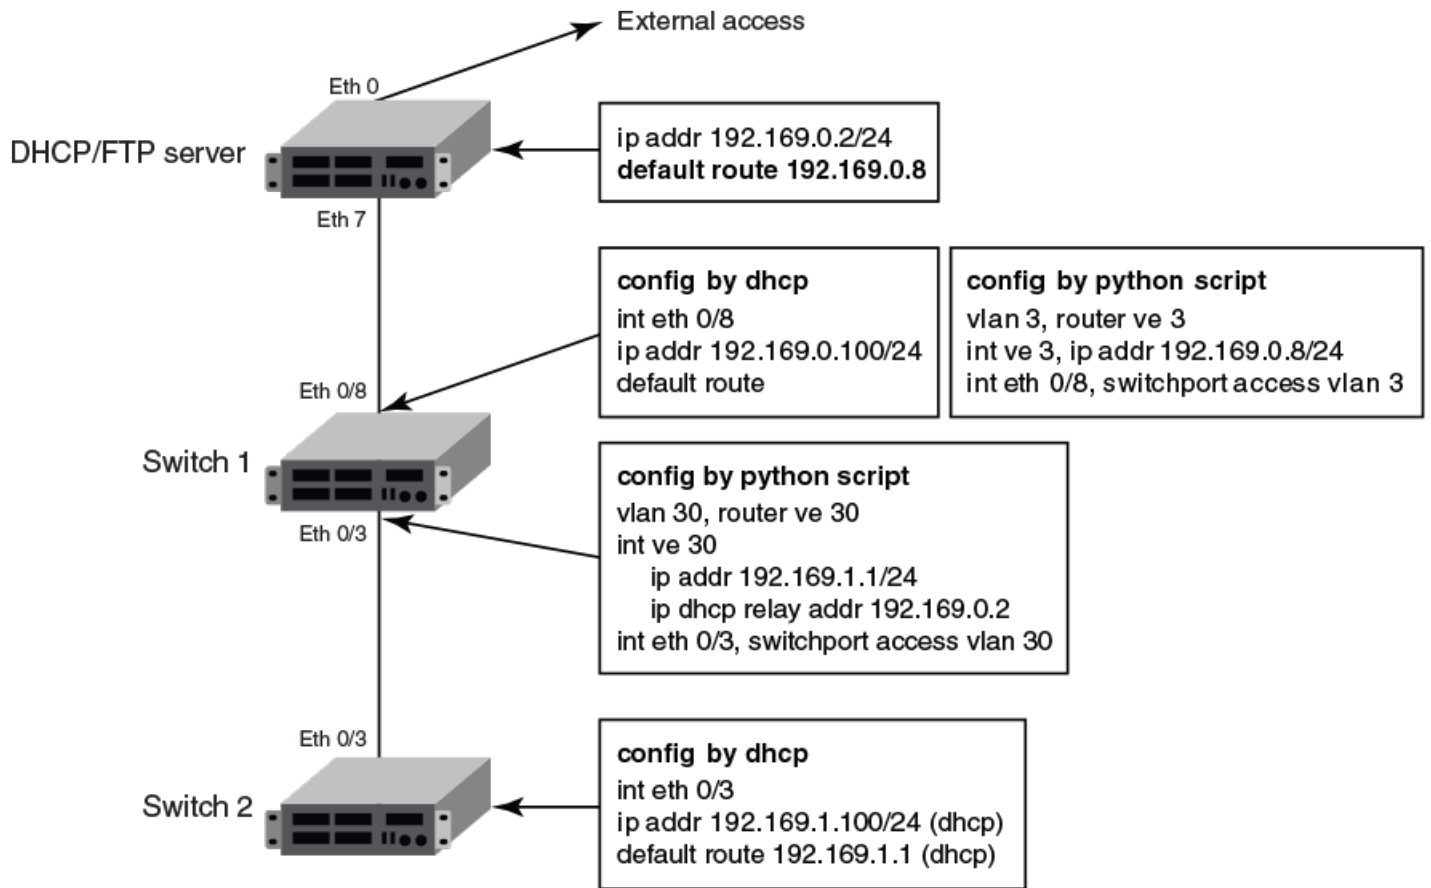 External access
Eth 0
DHCP/FTP server
ip addr 192.169.0.2/24
default route 192.169.0.8
Eth 7
config by dhcp
int eth 0/8
ip addr 192.169.0.100/24
default route
config by python script
vlan 3, router ve 3
int ve 3, ip addr 192.169.0.8/24
int eth 0/8, switchport access vlan 3
Eth 0/8
Switch 1
Eth 0/3
config by python script
vlan 30, router ve 30
int ve 30
ip addr 192.169.1.1/24
ip dhcp relay addr 192.169.0.2
int eth 0/3, switchport access vlan 30
Eth 0/3
Switch 2
config by dhcp
int eth 0/3
ip addr 192.169.1.100/24 (dhcp)
default route 192.169.1.1 (dhcp)